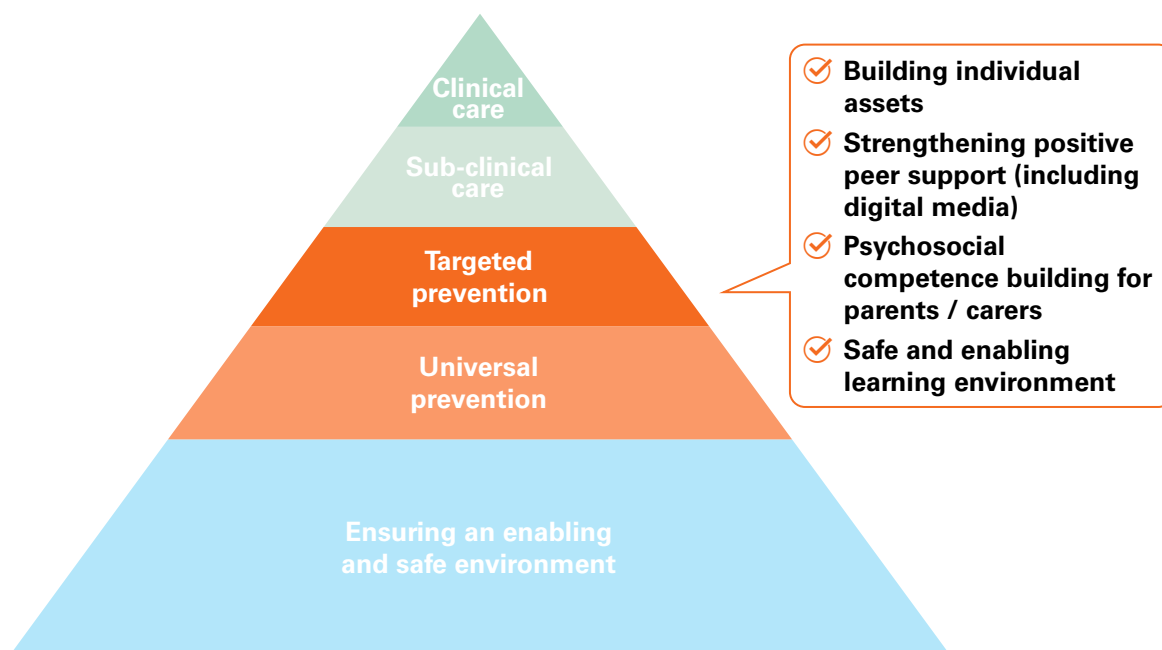 Clinical
care
Sub-clinical
care
Targeted
prevention
Universal
prevention
Ensuring an enabling
and safe environment
Building individual
assets
Strengthening positive
peer support (including
digital media)
Psychosocial
competence building for
parents / carers
Safe and enabling
learning environment